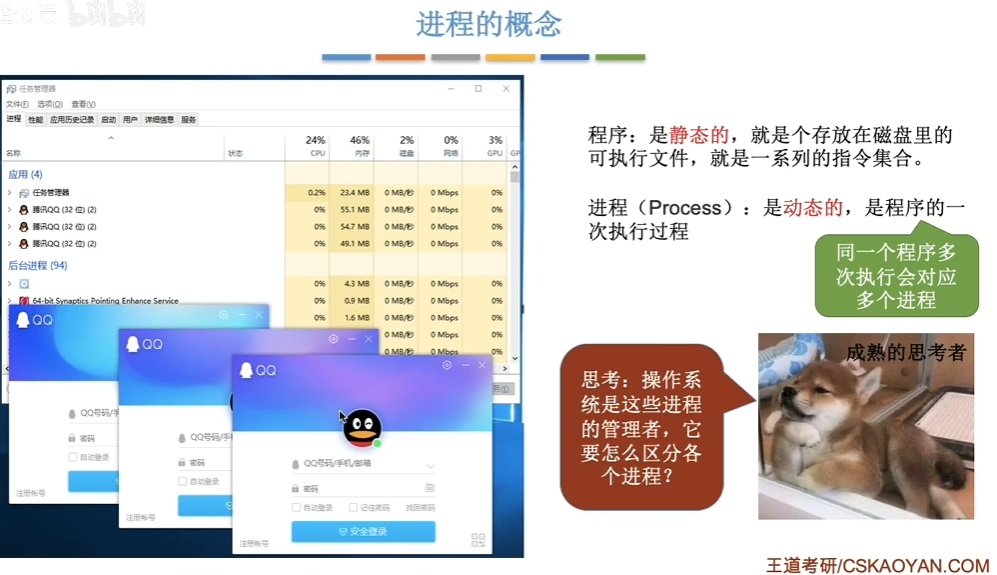 bilibili
进程的概念
任务管理器
文件(F) 选项(O) 查看(V)
进程 性能 应用历史记录 启动 用户 详细信息 服务
24% 46% 2% 0% 3%
名称 状态 CPU 内存 磁盘 网络 GPU GP
应用 (4)
任务管理器 0.2% 23.4 MB 0 MB/秒 0 Mbps 0%
腾讯QQ (32 位) (2) 0% 55.1 MB 0 MB/秒 0 Mbps 0%
腾讯QQ (32 位) (2) 0% 54.7 MB 0 MB/秒 0 Mbps 0%
腾讯QQ (32 位) (2) 0% 49.1 MB 0 MB/秒 0 Mbps 0%
后台进程 (94)
0% 4.3 MB 0 MB/秒 0 Mbps 0%
64-bit Synaptics Pointing Enhance Service 0% 0.9 MB 0 MB/秒 0 Mbps 0%
0% 1.6 MB 0 MB/秒 0 Mbps 0%
0 MB/秒 0 Mbps 0%
0 MB/秒 0 Mbps 0%
QQ
QQ号码/手
密码
自动登录
注册帐号
QQ
QQ号码/手机
密码
自动登录
注册帐号
QQ
QQ号码/手机/邮箱
密码
自动登录 记住密码 找回密码
安全登录
注册帐号
程序：是静态的，就是个存放在磁盘里的
可执行文件，就是一系列的指令集合。
进程（Process）：是动态的，是程序的一
次执行过程
同一个程序多
次执行会对应
多个进程
思考：操作系
统是这些进程
的管理者，它
要怎么区分各
个进程？
成熟的思考者
王道考研/CSKAOYAN.COM